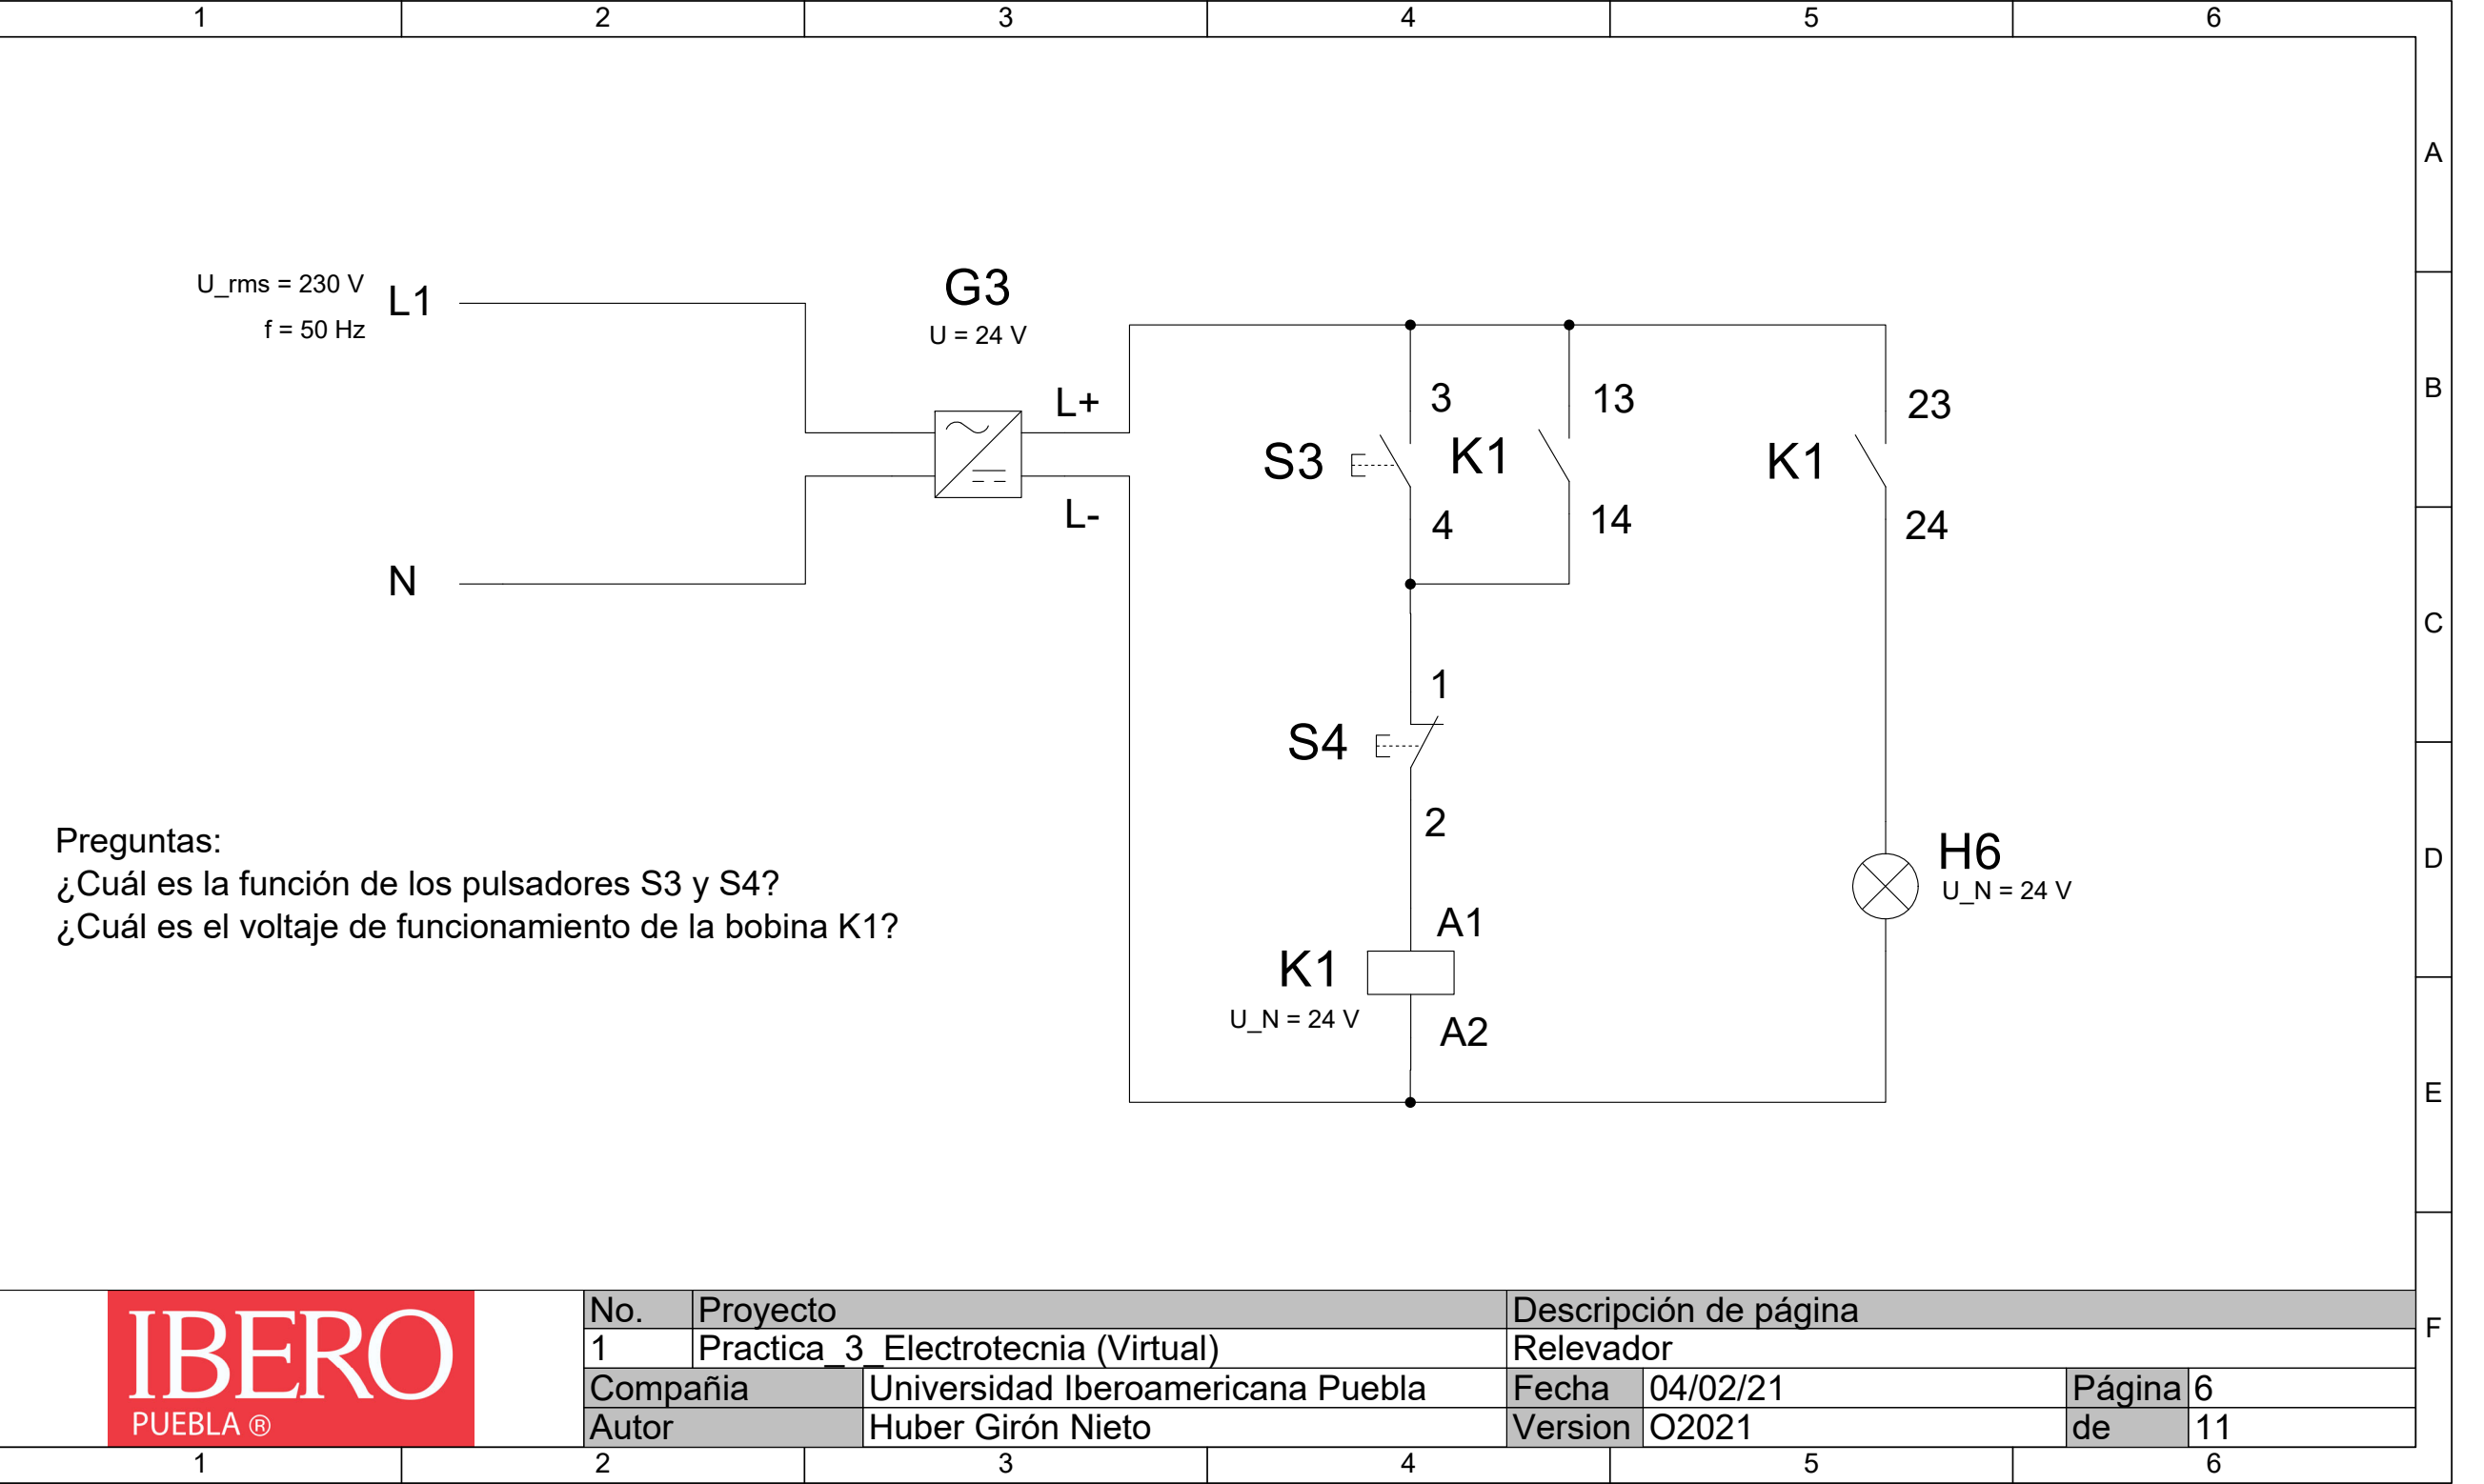 1 2 3 4 5 6
A
B
C
D
E
F
U_rms = 230 V
f = 50 Hz
L1
N
G3
U = 24 V
L+
L-
S3
3
4
K1
13
14
K1
23
24
1
S4
2
A1
K1
U_N = 24 V
A2
H6
U_N = 24 V
Preguntas:
¿Cuál es la función de los pulsadores S3 y S4?
¿Cuál es el voltaje de funcionamiento de la bobina K1?
IBERO
PUEBLA ®
No. Proyecto Descripción de página
1 Practica_3_Electrotecnia (Virtual) Relevador
Compañia Universidad Iberoamericana Puebla Fecha 04/02/21 Página 6
Autor Huber Girón Nieto Version O2021 de 11
1 2 3 4 5 6